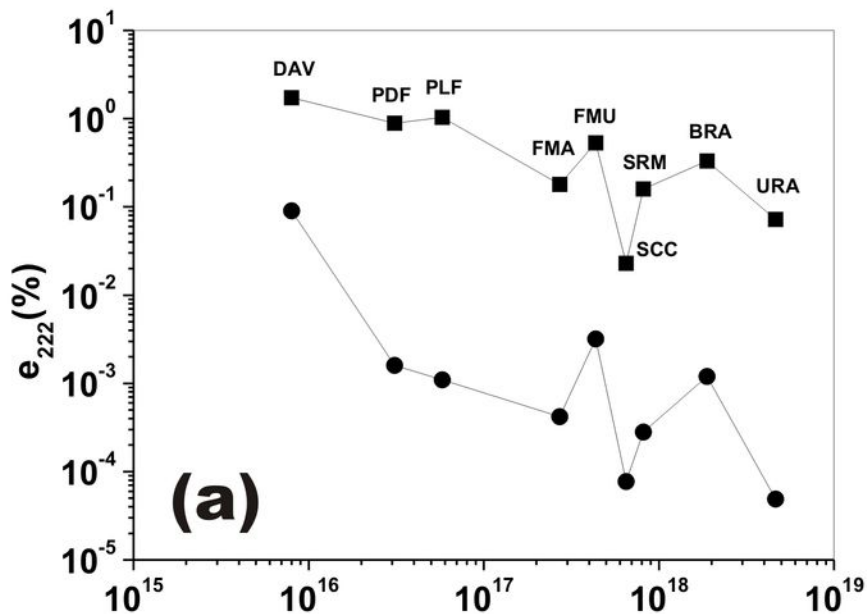 10^1
DAV
10^0
PDF
PLF
FMU
BRA
FMA
SRM
10^-1
URA
SCC
10^-2
e_222(%)
10^-3
10^-4
(a)
10^-5
10^15
10^16
10^17
10^18
10^19